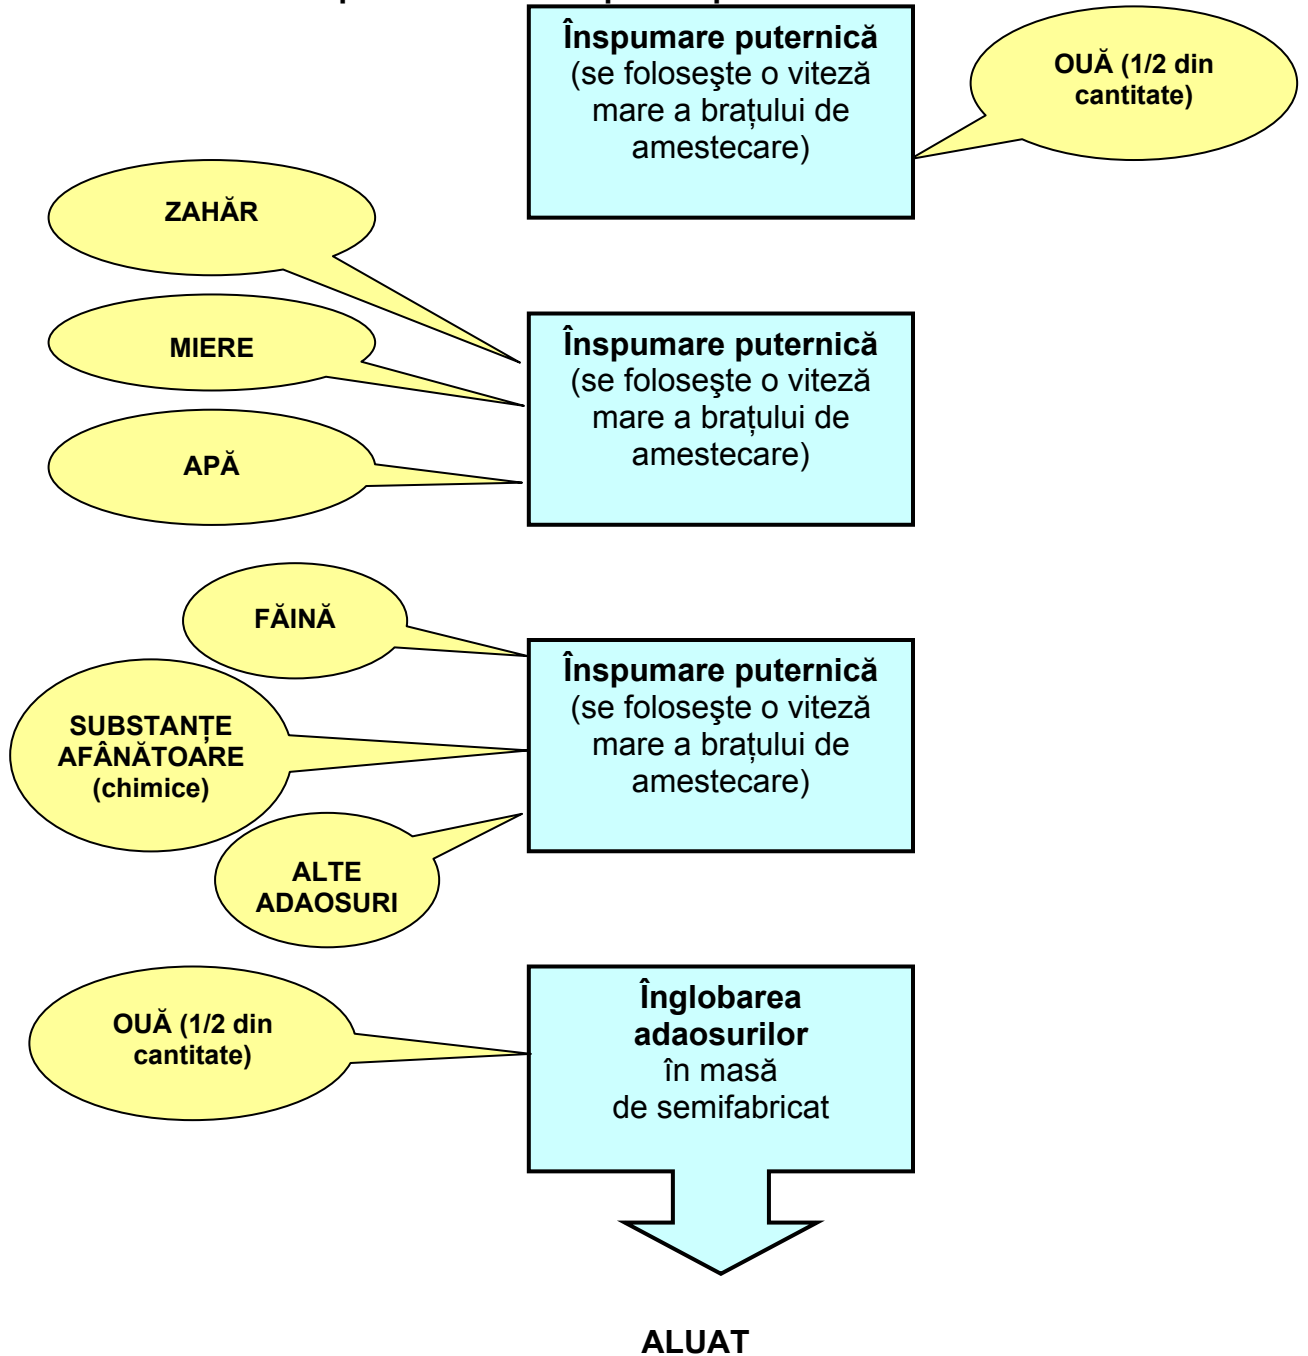 Înspumare puternică
(se foloseşte o viteză
mare a brațului de
amestecare)
OUĂ (1/2 din
cantitate)
ZAHĂR
MIERE
APĂ
Înspumare puternică
(se foloseşte o viteză
mare a brațului de
amestecare)
FĂINĂ
SUBSTANȚE
AFÂNĂTOARE
(chimice)
ALTE
ADAOSURI
Înspumare puternică
(se foloseşte o viteză
mare a brațului de
amestecare)
OUĂ (1/2 din
cantitate)
Înglobarea
adaosurilor
în masă
de semifabricat
ALUAT